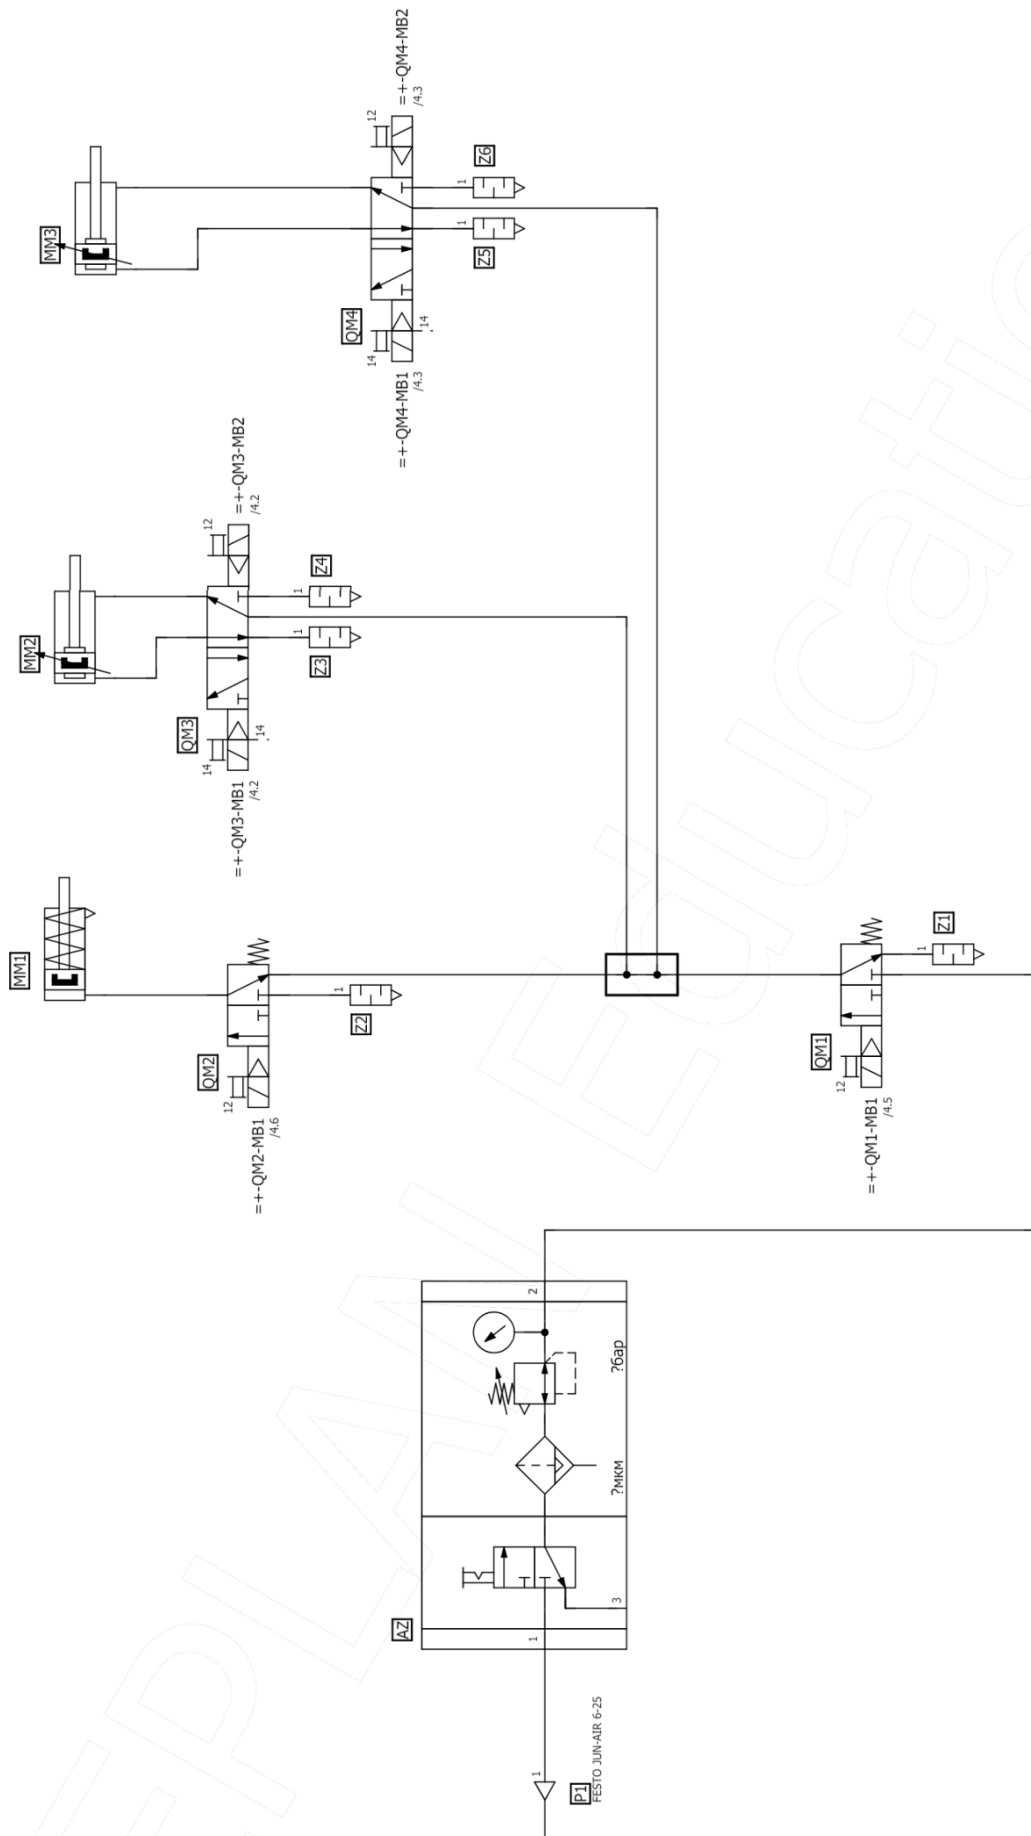 =+-QM4-MB2
/4.3
12
Z6
1
MM3
1
Z5
QM4
14
14
=+-QM4-MB1
/4.3
=+-QM3-MB2
/4.2
12
Z4
1
MM2
1
Z3
QM3
14
14
=+-QM3-MB1
/4.2
MM1
Z1
1
1
Z2
QM2
QM1
12
12
=+-QM2-MB1
/4.6
=+-QM1-MB1
/4.5
2
?бар
?мкм
AZ
3
1
1
P1
FESTO JUN-AIR 6-25
EPLAN Educatio